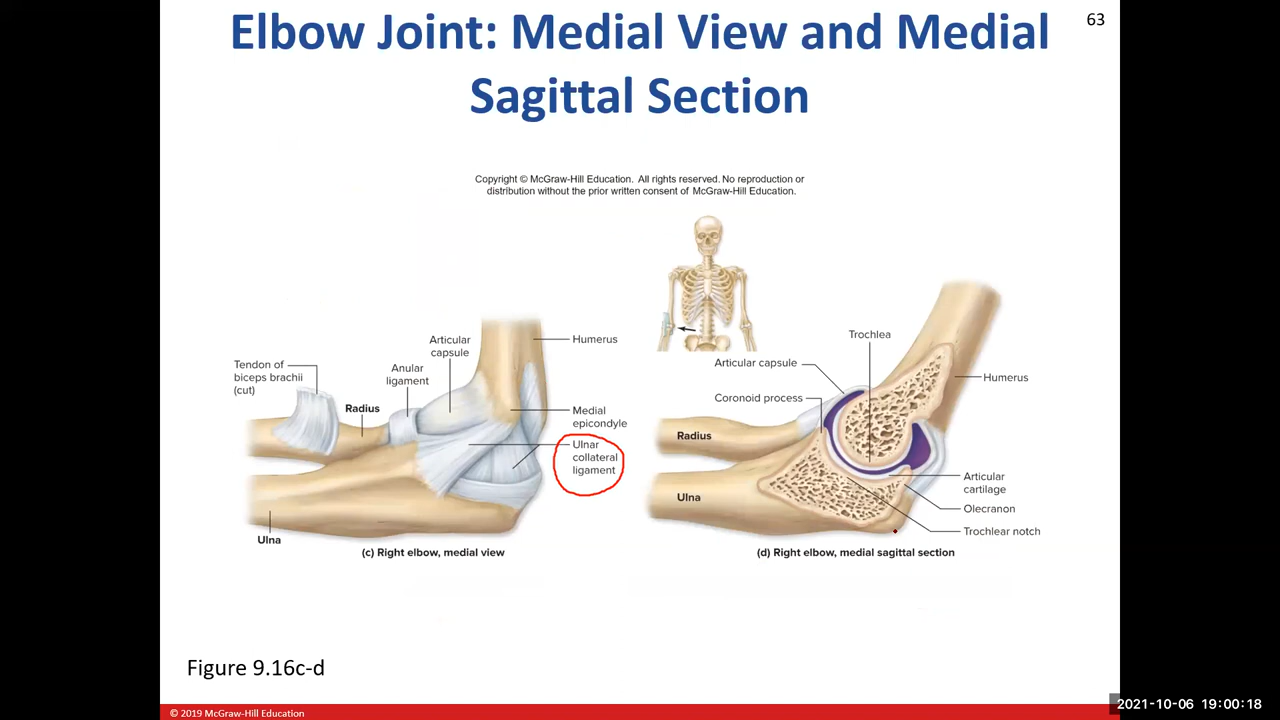 Elbow Joint: Medial View and Medial
Sagittal Section
63
Copyright © McGraw-Hill Education. All rights reserved. No reproduction or
distribution without the prior written consent of McGraw-Hill Education.
Tendon of
biceps brachii
(cut)
Radius
Anular
ligament
Articular
capsule
Humerus
Medial
epicondyle
Ulnar
collateral
ligament
Ulna
(c) Right elbow, medial view
Trochlea
Articular capsule
Coronoid process
Humerus
Radius
Ulna
Articular
cartilage
Olecranon
Trochlear notch
(d) Right elbow, medial sagittal section
Figure 9.16c-d
© 2019 McGraw-Hill Education
2021-10-06 19:00:18